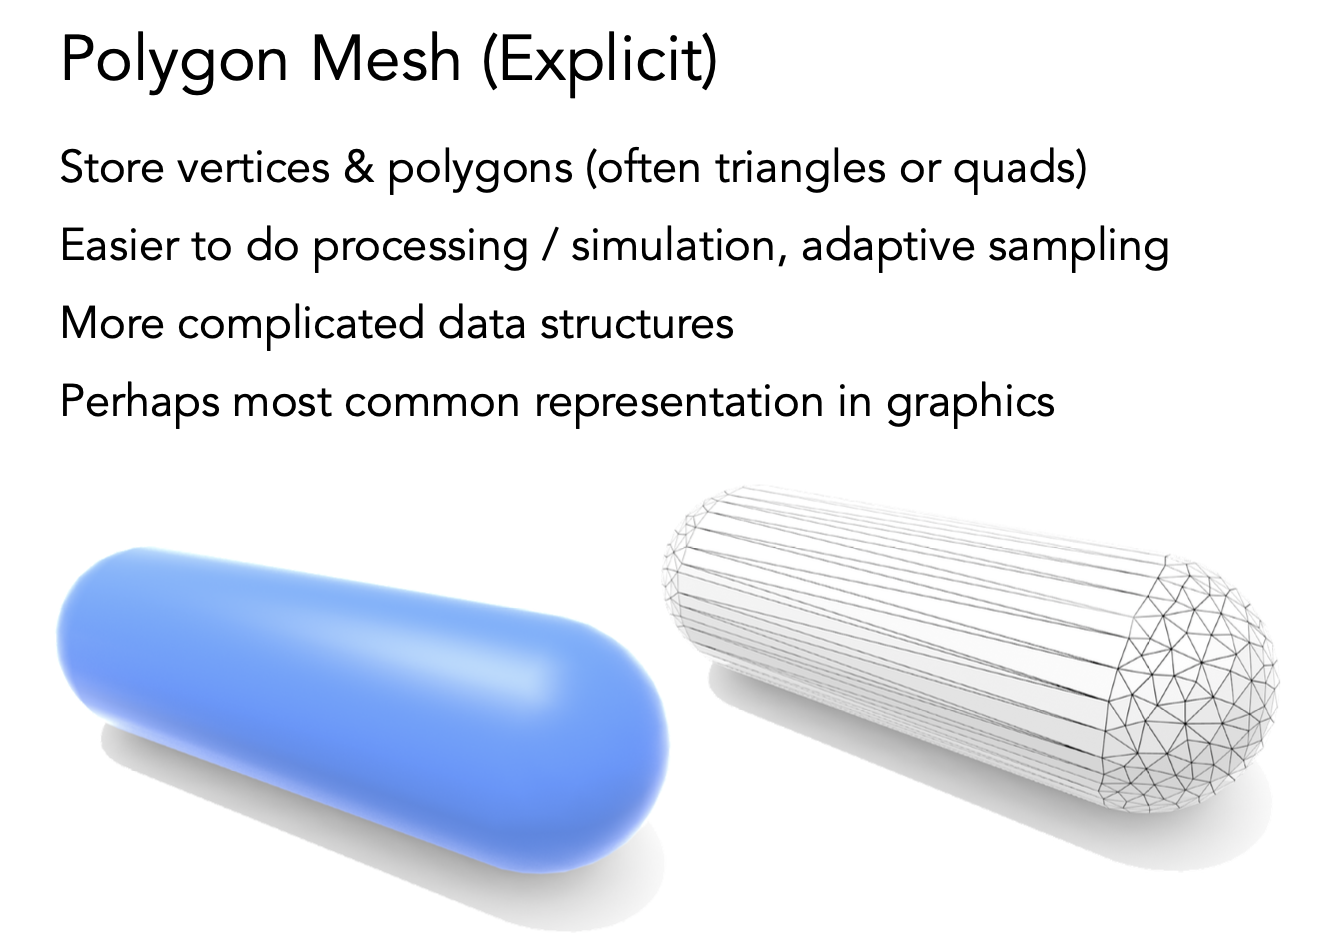 Polygon Mesh (Explicit)
Store vertices & polygons (often triangles or quads)
Easier to do processing / simulation, adaptive sampling
More complicated data structures
Perhaps most common representation in graphics